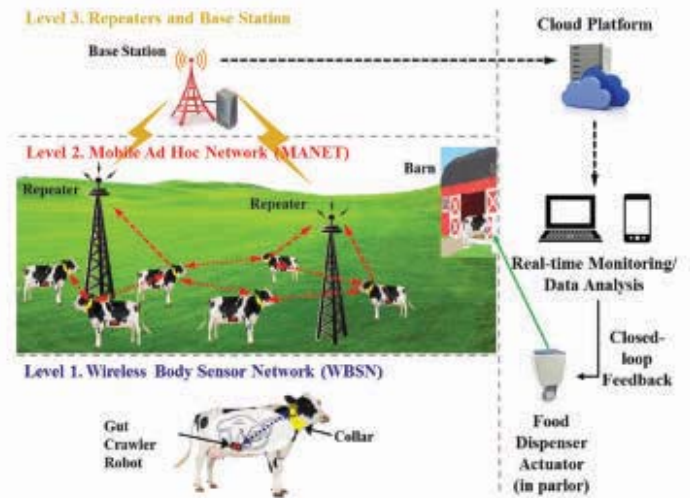 Level 3. Repeaters and Base Station
Base Station
Cloud Platform
Level 2. Mobile Ad Hoc Network (MANET)
Repeater
Repeater
Barn
Real-time Monitoring/
Data Analysis
Closed-
loop
Feedback
Level 1. Wireless Body Sensor Network (WBSN)
Gut
Crawler
Robot
Collar
Food
Dispenser
Actuator
(in parlor)